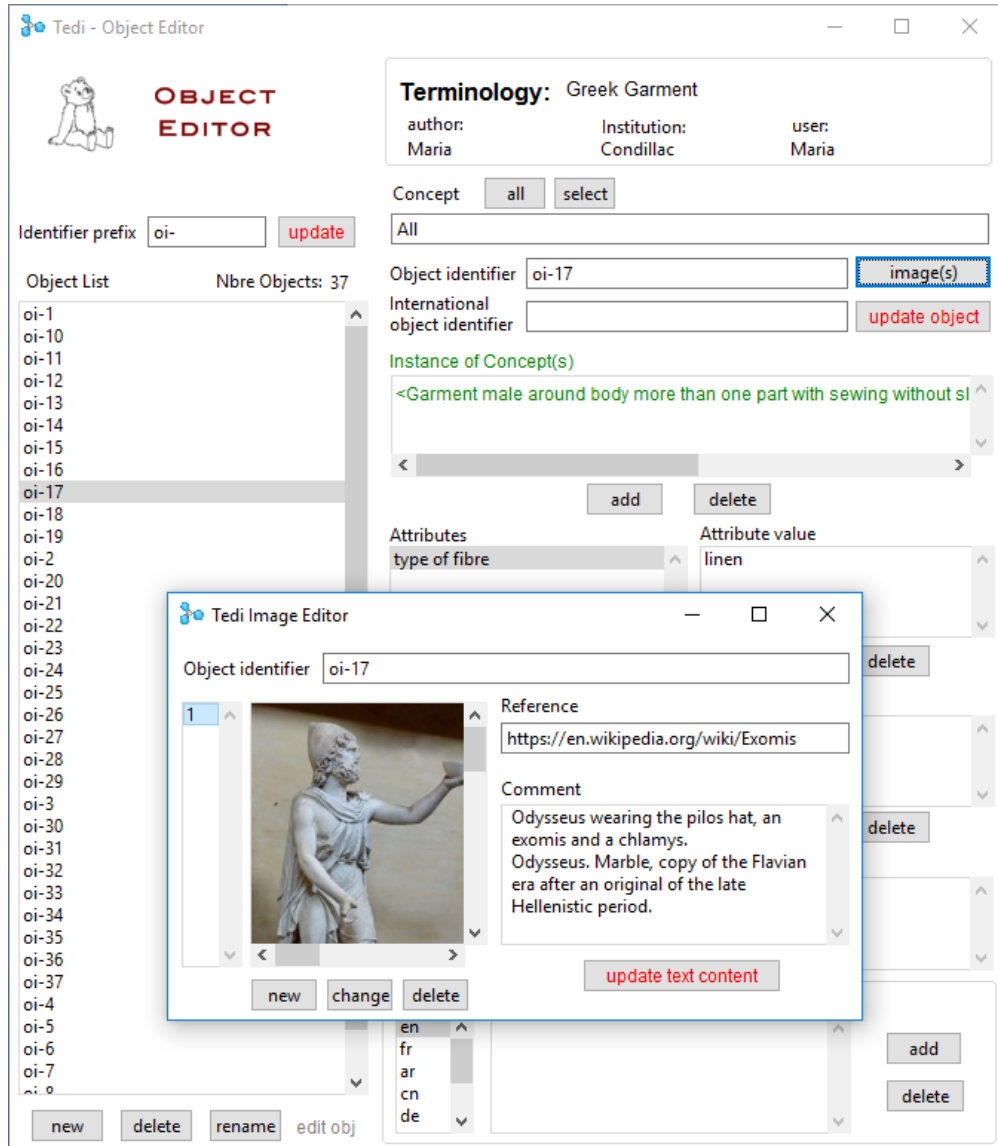 Tedi - Object Editor
OBJECT
EDITOR
Terminology: Greek Garment
author: Institution: user:
Maria Condillac Maria
Concept all select
Identifier prefix oi- update
All
Object List Nbre Objects: 37
Object identifier oi-17 image(s)
International
object identifier update object
Instance of Concept(s)
<Garment male around body more than one part with sewing without sl
add delete
Attributes Attribute value
type of fibre linen
oi-1
oi-10
oi-11
oi-12
oi-13
oi-14
oi-15
oi-16
oi-17
oi-18
oi-19
oi-2
oi-20
oi-21
oi-22
oi-23
oi-24
oi-25
oi-26
oi-27
oi-28
oi-29
oi-3
oi-30
oi-31
oi-32
oi-33
oi-34
oi-35
oi-36
oi-37
oi-4
oi-5
oi-6
oi-7
new delete rename edit obj
delete
delete
Tedi Image Editor
Object identifier oi-17
1
Reference
https://en.wikipedia.org/wiki/Exomis
Comment
Odysseus wearing the pilos hat, an
exomis and a chlamys.
Odysseus. Marble, copy of the Flavian
era after an original of the late
Hellenistic period.
update text content
new change delete
en
fr
ar
cn
de
add
delete